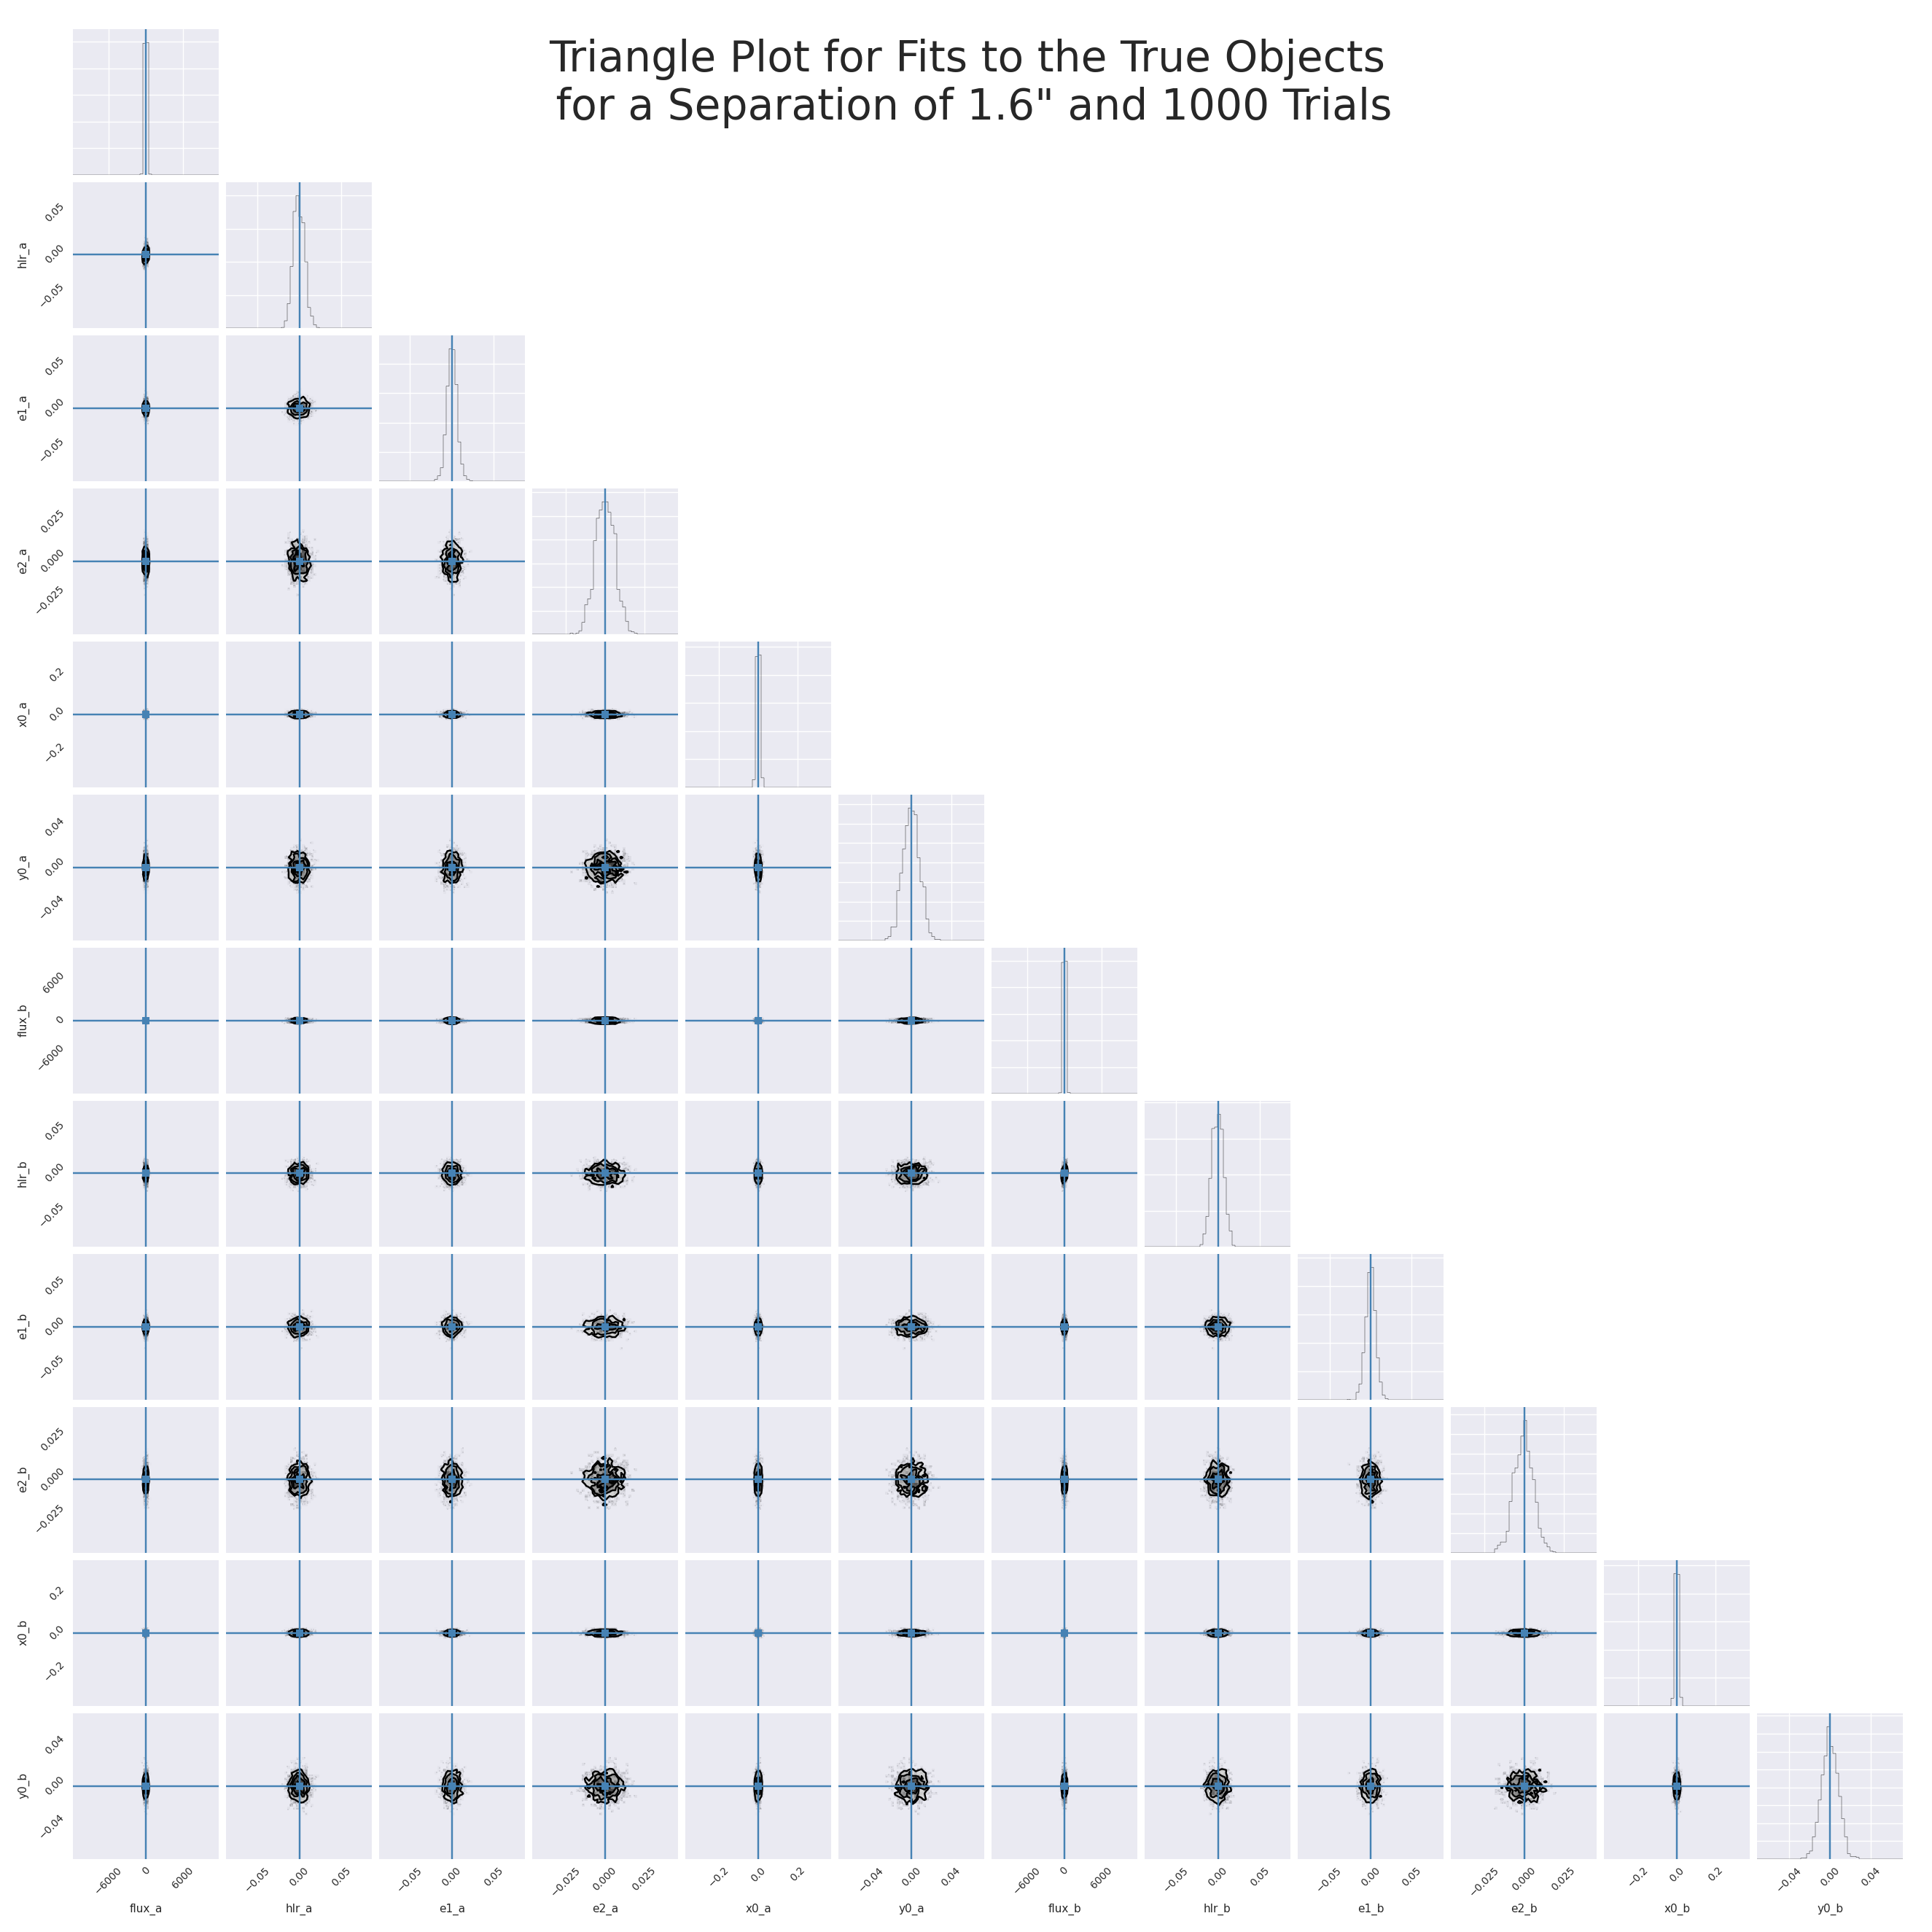 Triangle Plot for Fits to the True Objects
for a Separation of 1.6" and 1000 Trials
hlr_a
0.05
0.00
−0.05
e1_a
0.05
0.00
−0.05
e2_a
0.025
0.000
−0.025
x0_a
0.2
0.0
−0.2
y0_a
0.04
0.00
−0.04
flux_b
6000
0
−6000
hlr_b
0.05
0.00
−0.05
e1_b
0.05
0.00
−0.05
e2_b
0.025
0.000
−0.025
x0_b
0.2
0.0
−0.2
y0_b
0.04
0.00
−0.04
−6000 0 6000 −0.05 0.00 0.05 −0.05 0.00 0.05 −0.025 0.000 0.025 −0.2 0.0 0.2 −0.04 0.00 0.04 −6000 0 6000 −0.05 0.00 0.05 −0.05 0.00 0.05 −0.025 0.000 0.025 −0.2 0.0 0.2 −0.04 0.00 0.04
flux_a hlr_a e1_a e2_a x0_a y0_a flux_b hlr_b e1_b e2_b x0_b y0_b